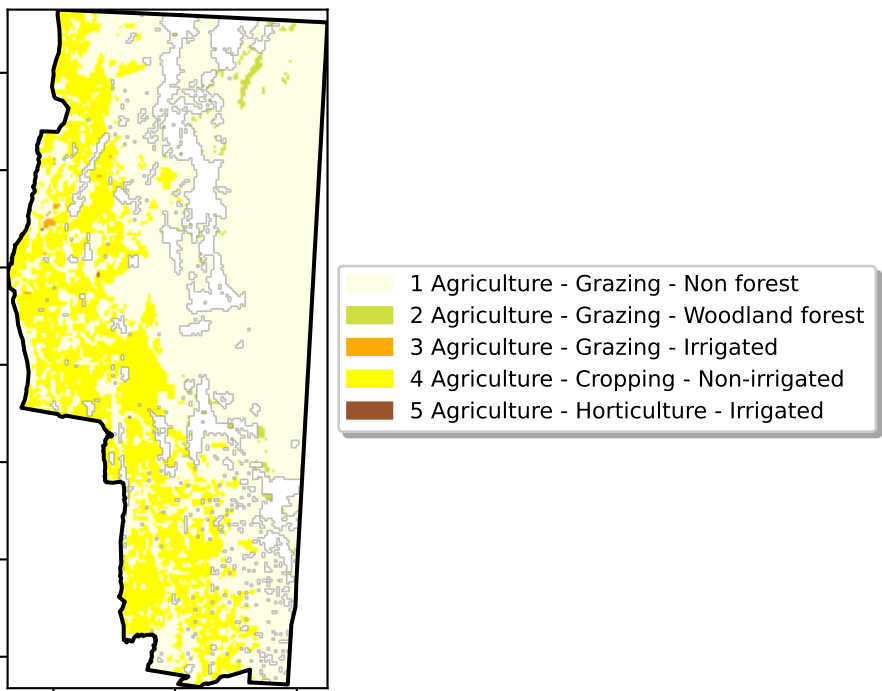 1 Agriculture - Grazing - Non forest
2 Agriculture - Grazing - Woodland forest
3 Agriculture - Grazing - Irrigated
4 Agriculture - Cropping - Non-irrigated
5 Agriculture - Horticulture - Irrigated